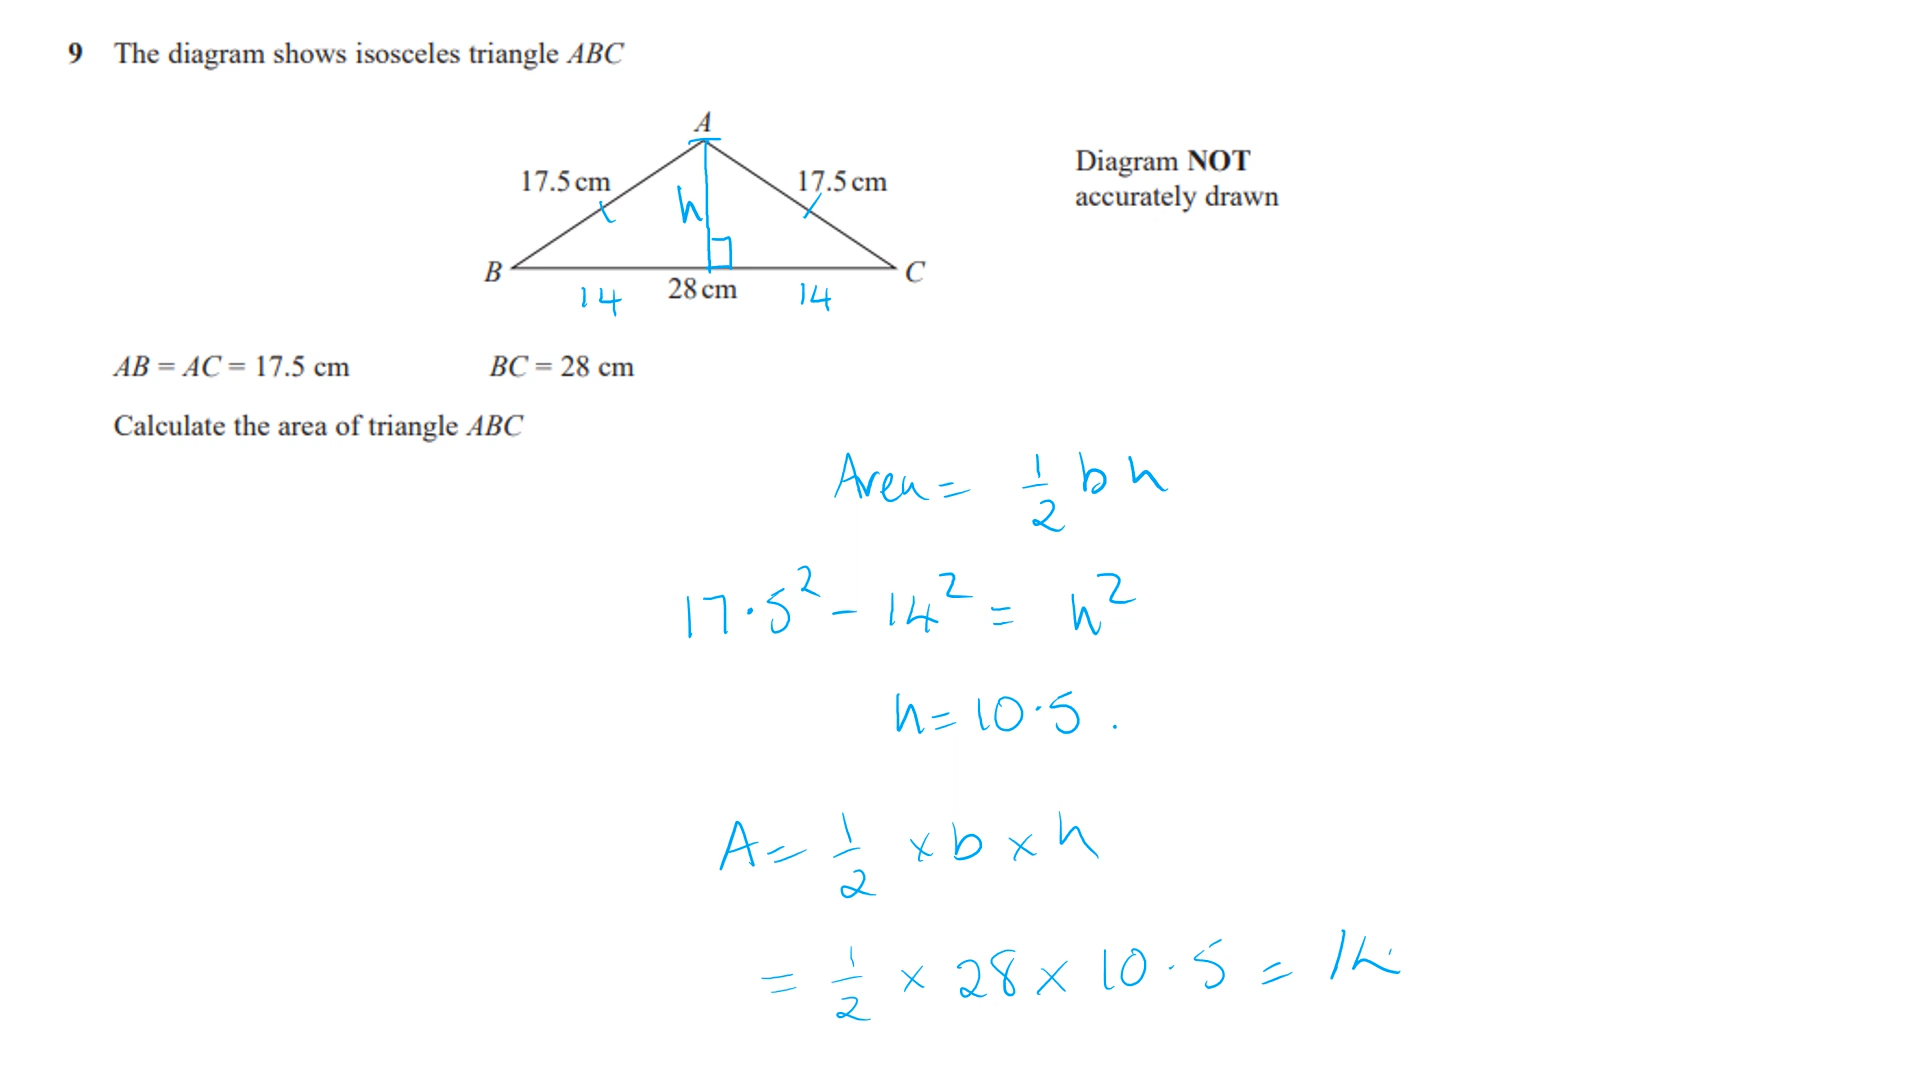 9 The diagram shows isosceles triangle ABC
A
17.5 cm
17.5 cm
h
B
C
14
28 cm
14
Diagram NOT
accurately drawn
AB = AC = 17.5 cm BC = 28 cm
Calculate the area of triangle ABC
Area = 1/2 b h
17.5² - 14² = h²
h = 10.5 .
A = 1/2 × b × h
= 1/2 × 28 × 10.5 =